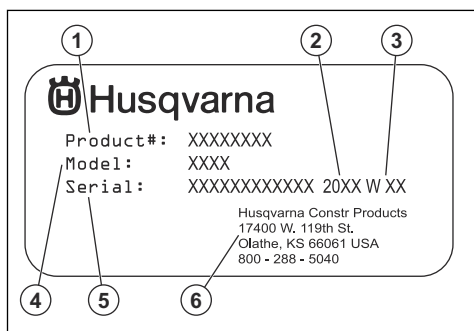 1 2 3
Husqvarna
Product#: XXXXXXXX
Model: XXXX
Serial: XXXXXXXXXXXX 20XX W XX
Husqvarna Constr Products
17400 W. 119th St.
Olathe, KS 66061 USA
800 - 288 - 5040
4 5 6